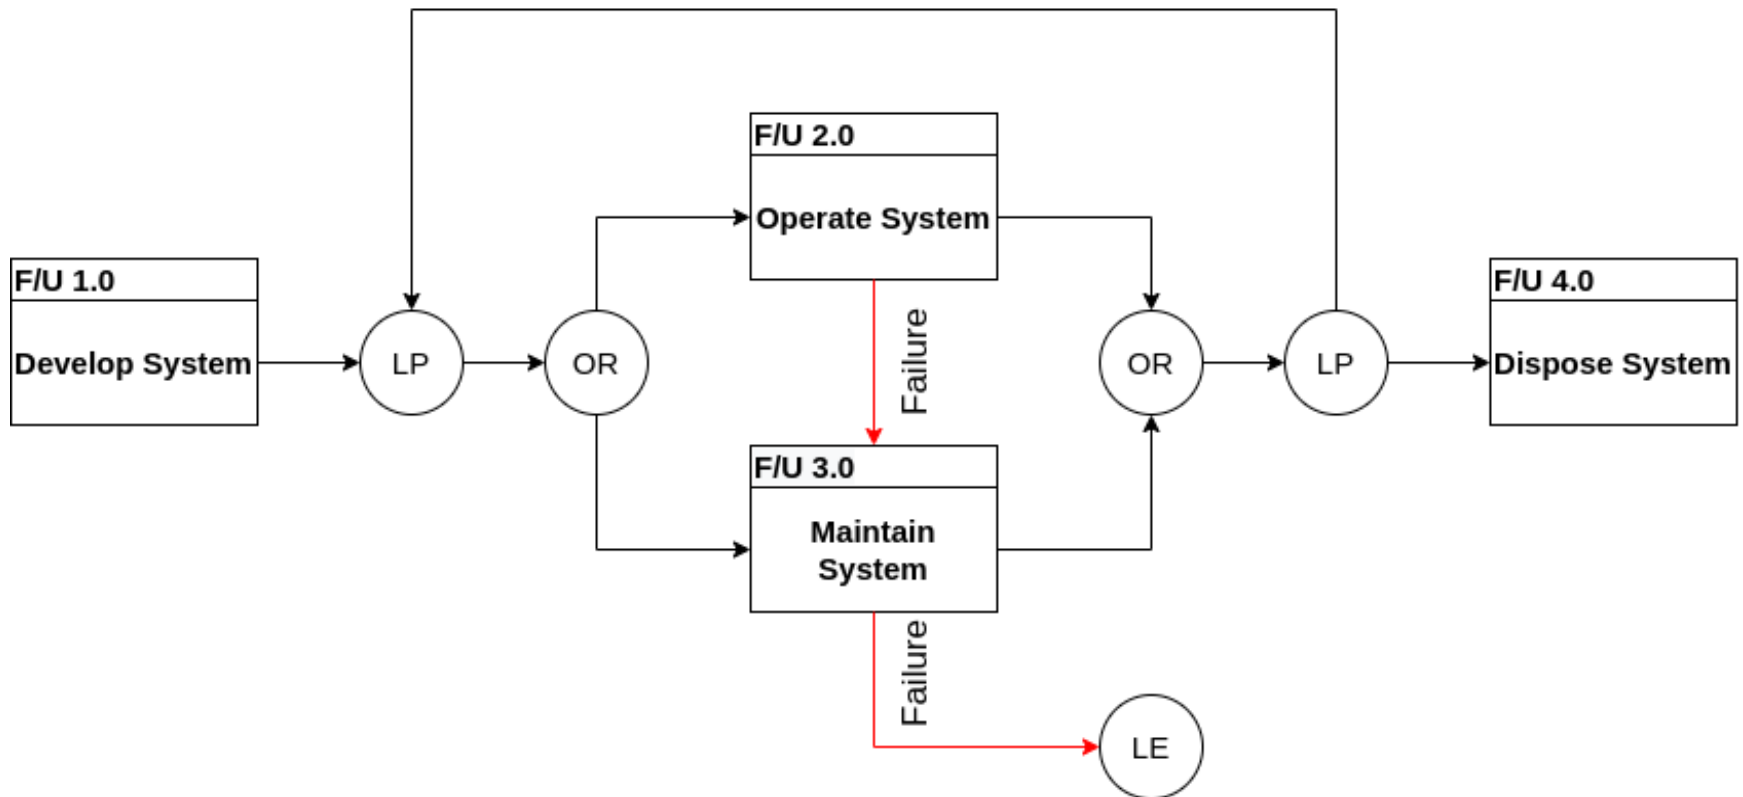 F/U 2.0
Operate System
F/U 1.0
Develop System
LP
OR
Failure
OR
LP
F/U 4.0
Dispose System
F/U 3.0
Maintain
System
Failure
LE